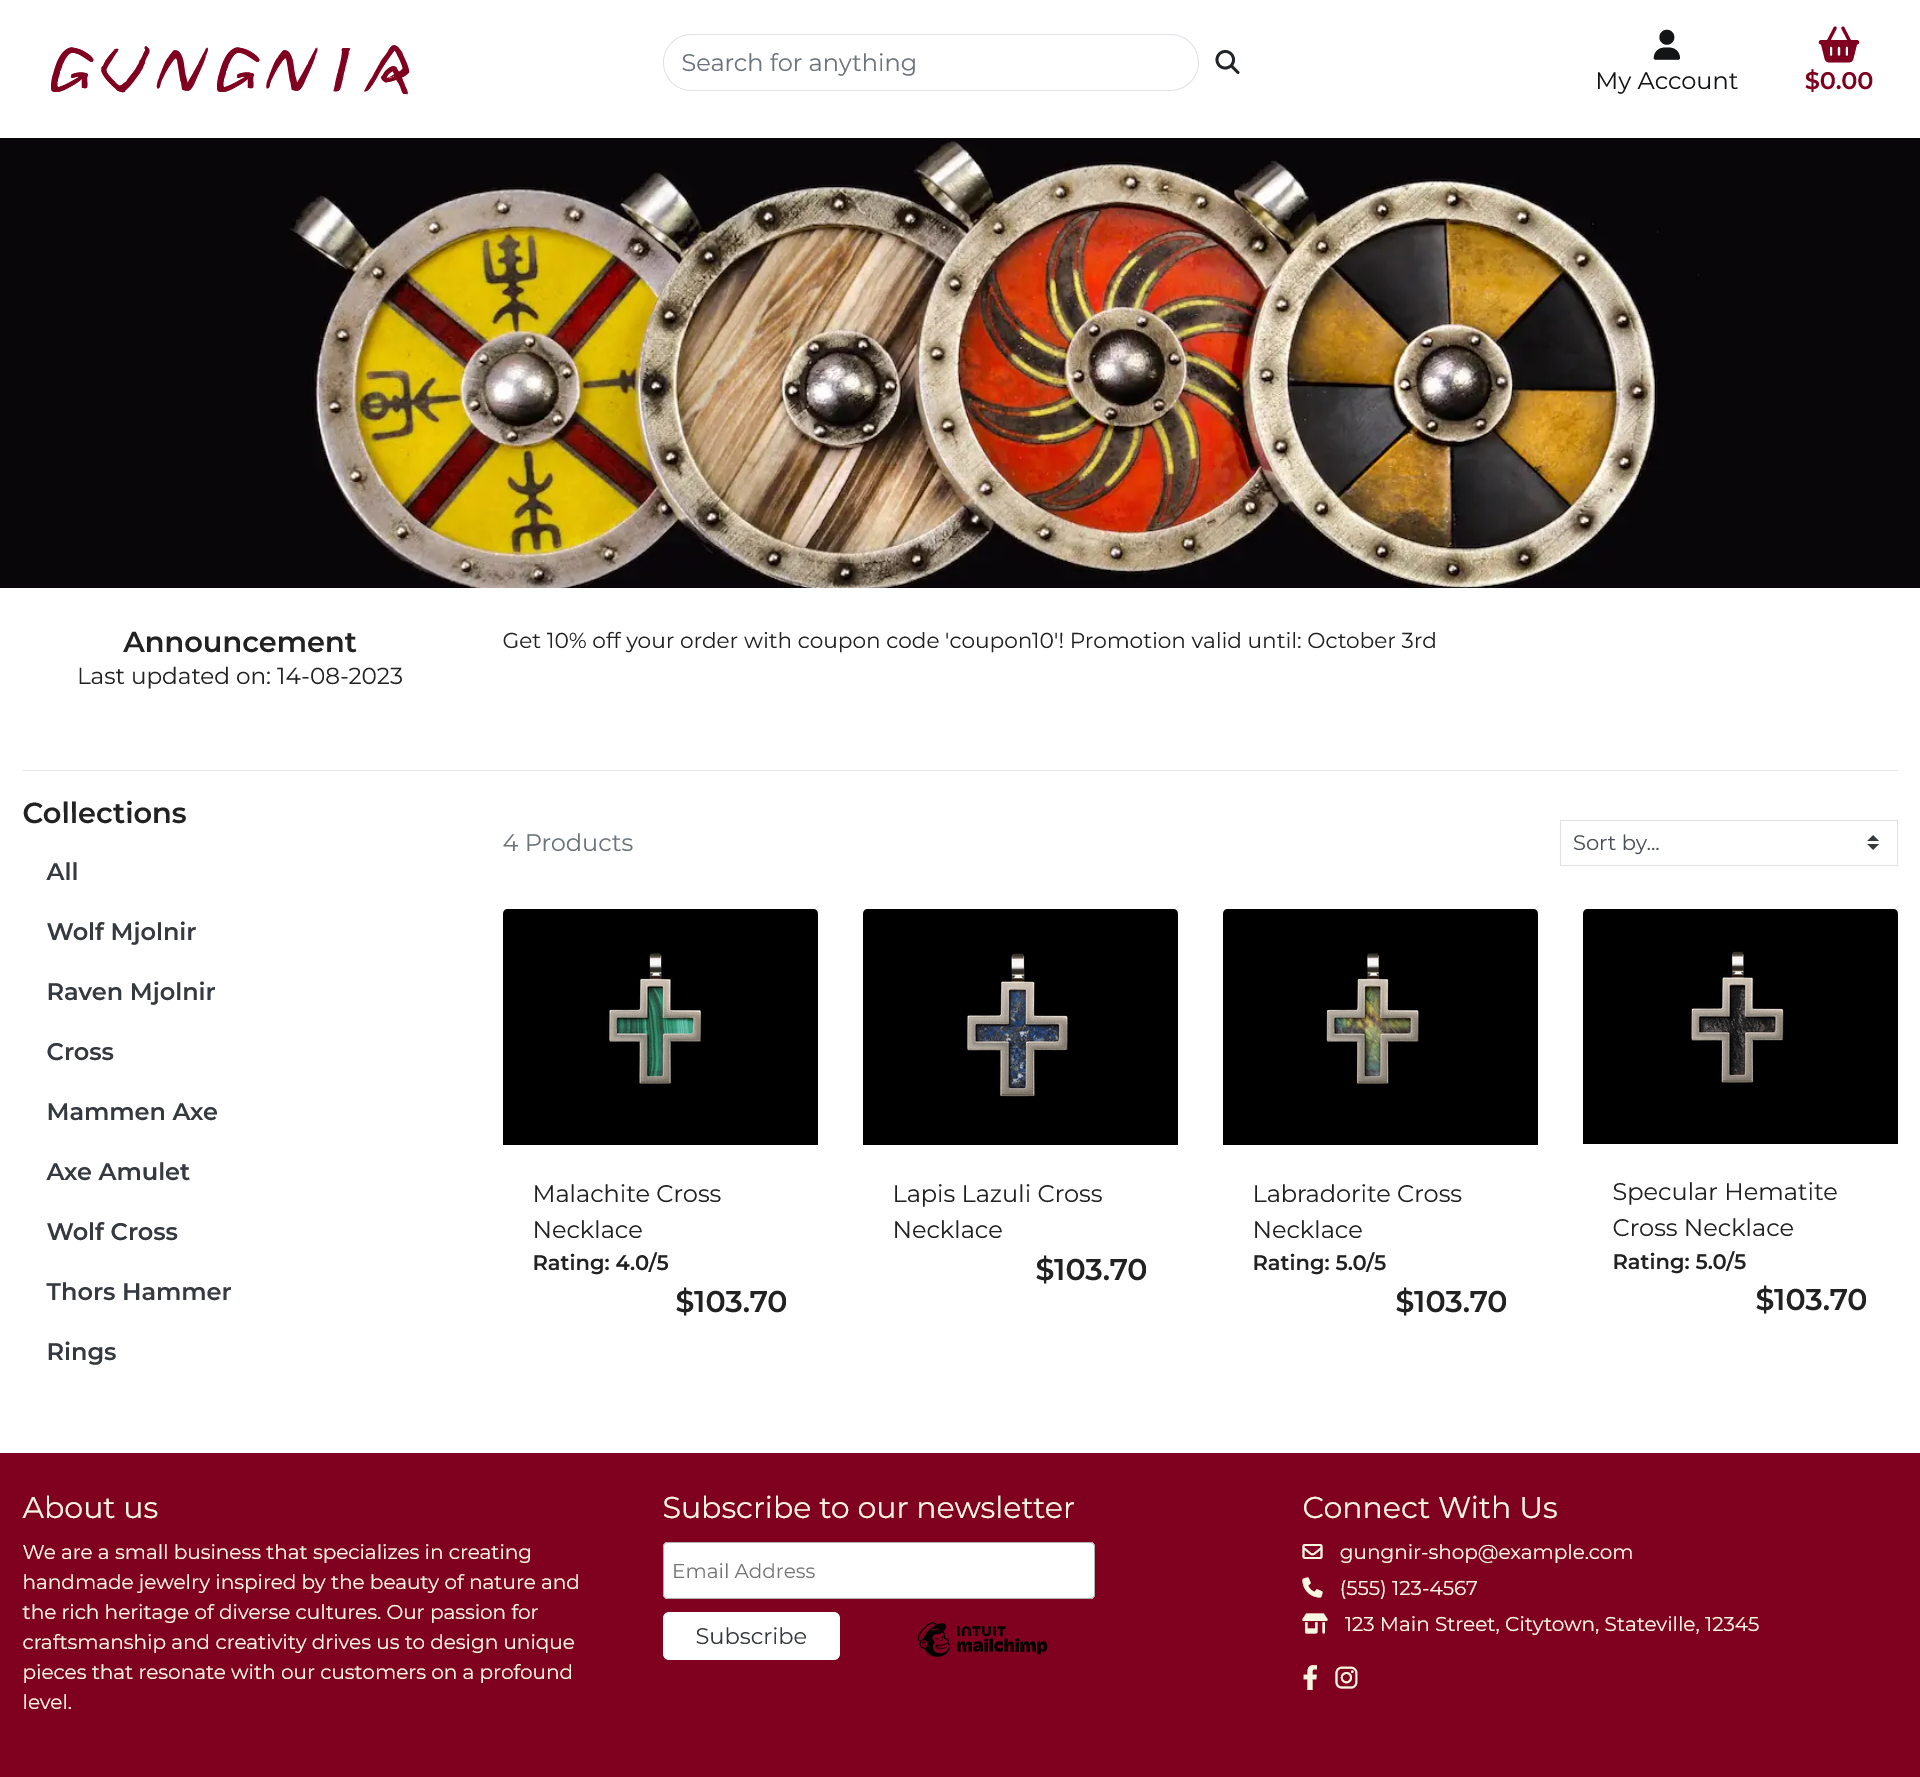 GUNGNIR
Search for anything
My Account
$0.00
Announcement
Last updated on: 14-08-2023
Get 10% off your order with coupon code 'coupon10'! Promotion valid until: October 3rd
Collections
All
Wolf Mjolnir
Raven Mjolnir
Cross
Mammen Axe
Axe Amulet
Wolf Cross
Thors Hammer
Rings
4 Products
Sort by...
Malachite Cross
Necklace
Rating: 4.0/5
$103.70
Lapis Lazuli Cross
Necklace
$103.70
Labradorite Cross
Necklace
Rating: 5.0/5
$103.70
Specular Hematite
Cross Necklace
Rating: 5.0/5
$103.70
About us
We are a small business that specializes in creating
handmade jewelry inspired by the beauty of nature and
the rich heritage of diverse cultures. Our passion for
craftsmanship and creativity drives us to design unique
pieces that resonate with our customers on a profound
level.
Subscribe to our newsletter
Email Address
Subscribe
INTUIT
mailchimp
Connect With Us
gungnir-shop@example.com
(555) 123-4567
123 Main Street, Citytown, Stateville, 12345